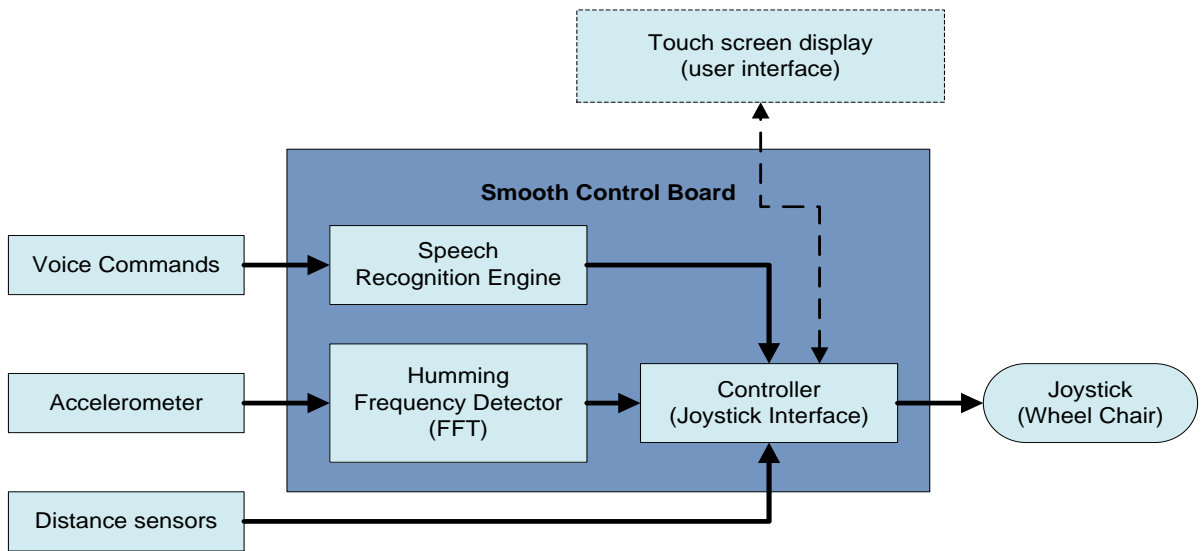 Touch screen display
(user interface)
Smooth Control Board
Voice Commands
Speech
Recognition Engine
Accelerometer
Humming
Frequency Detector
(FFT)
Controller
(Joystick Interface)
Joystick
(Wheel Chair)
Distance sensors